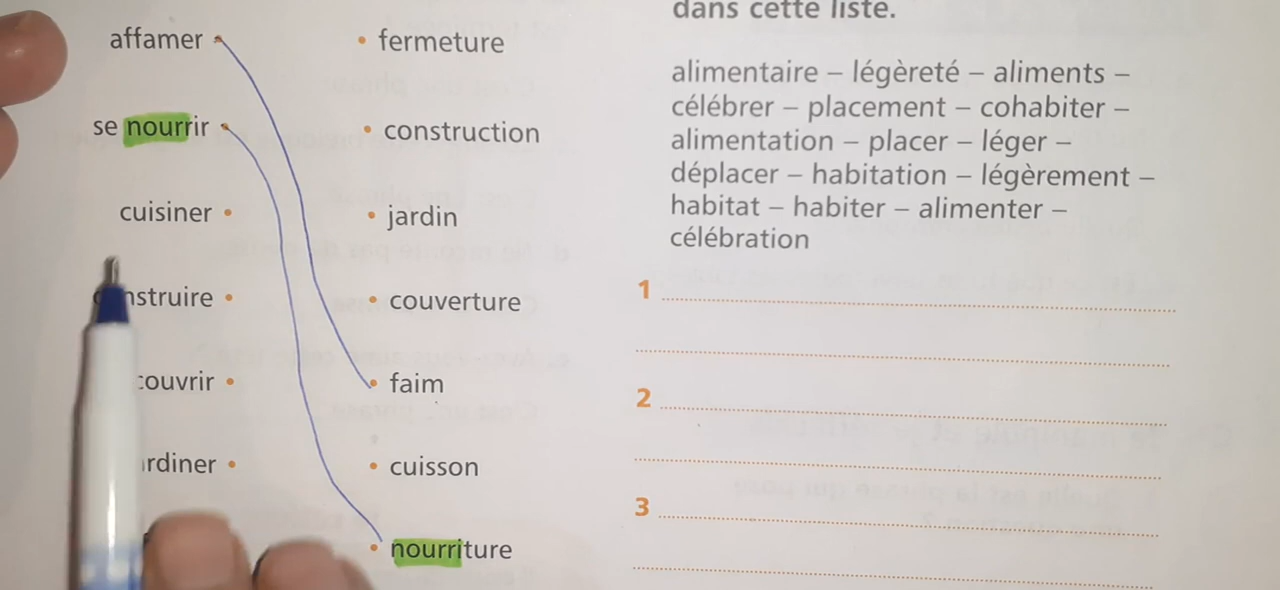 affamer
se nourrir
cuisiner
nstruire
couvrir
rdiner
fermeture
construction
jardin
couverture
faim
cuisson
nourriture
dans cette liste.
alimentaire – légèreté – aliments –
célébrer – placement – cohabiter –
alimentation – placer – léger –
déplacer – habitation – légèrement –
habitat – habiter – alimenter –
célébration
1
2
3